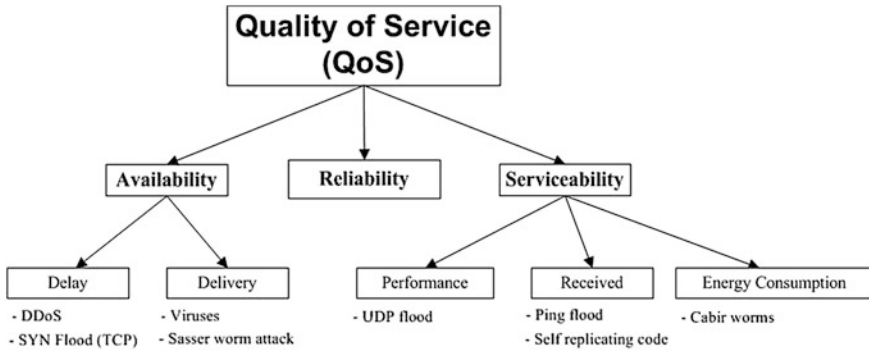 Quality of Service
(QoS)
Availability
Reliability
Serviceability
Delay
Delivery
Performance
Received
Energy Consumption
- DDoS
- SYN Flood (TCP)
- Viruses
- Sasser worm attack
- UDP flood
- Ping flood
- Self replicating code
- Cabir worms